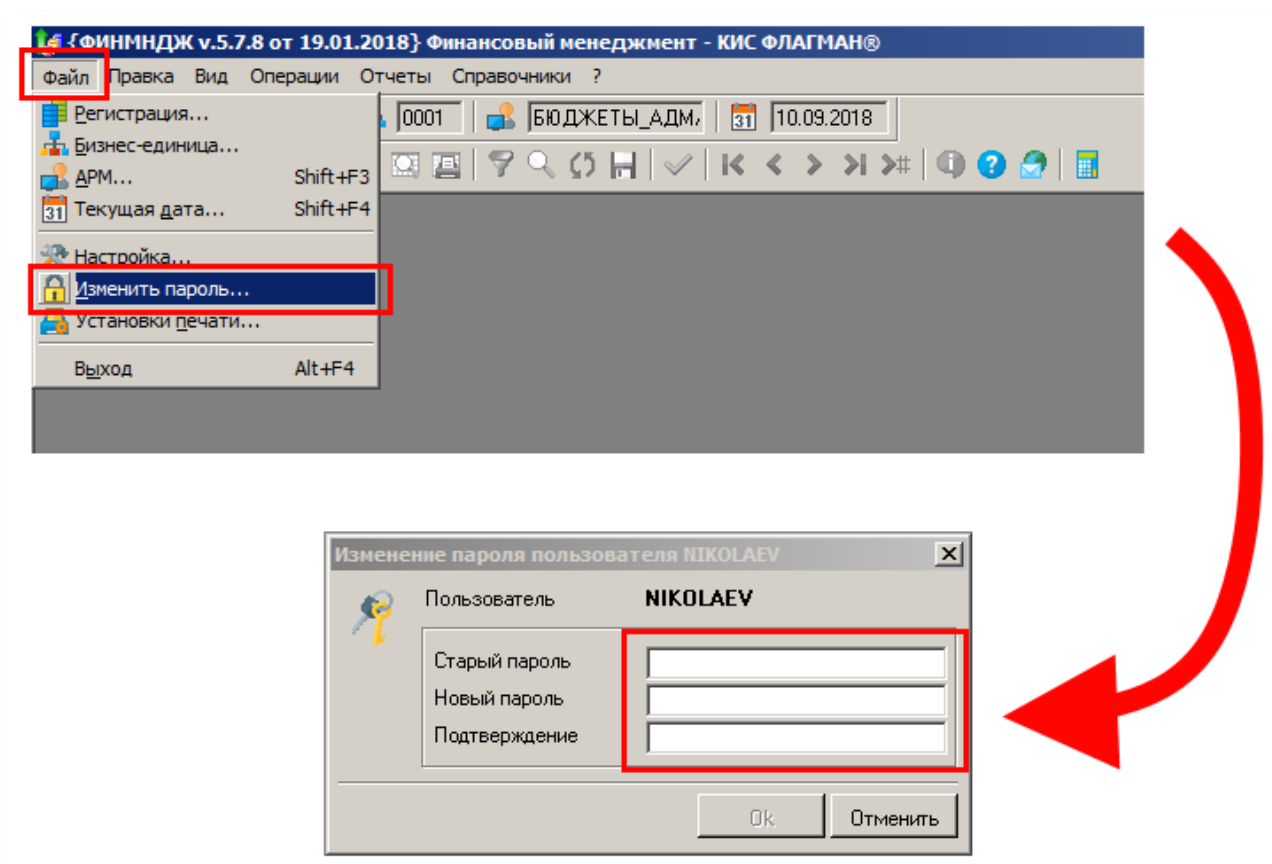 {ФИНМНДЖ v.5.7.8 от 19.01.2018} Финансовый менеджмент - КИС ФЛАГМАН®
Файл Правка Вид Операции Отчеты Справочники ?
Регистрация...
0001 БЮДЖЕТЫ_АДМ 31 10.09.2018
Бизнес-единица...
АРМ... Shift+F3
31 Текущая дата... Shift+F4
Настройка...
Изменить пароль...
Установки печати...
Выход Alt+F4
Изменение пароля пользователя NIKOLAEV
Пользователь NIKOLAEV
Старый пароль
Новый пароль
Подтверждение
Ok Отменить